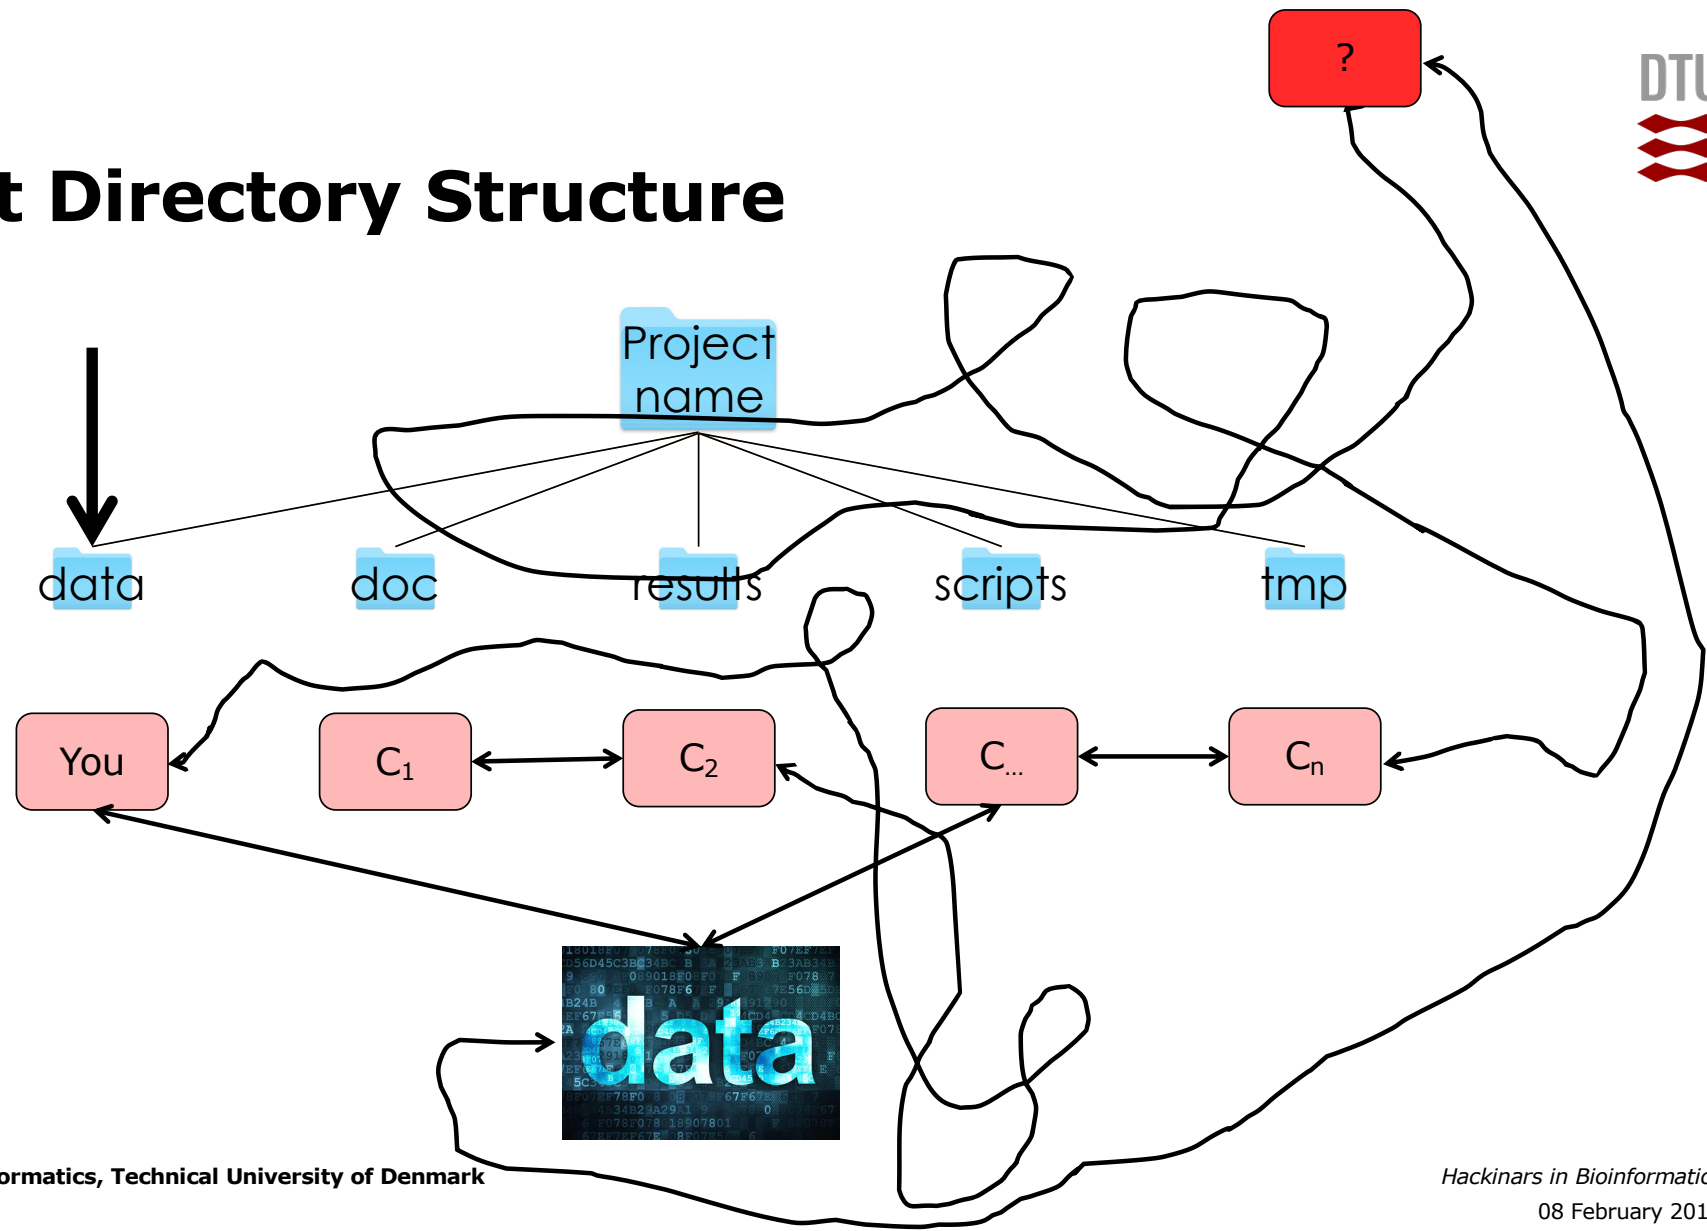 ?
DTU
t Directory Structure
Project
name
data
doc
results
scripts
tmp
You
C₁
C₂
C...
Cₙ
data
ormatics, Technical University of Denmark
Hackinars in Bioinformatic
08 February 201